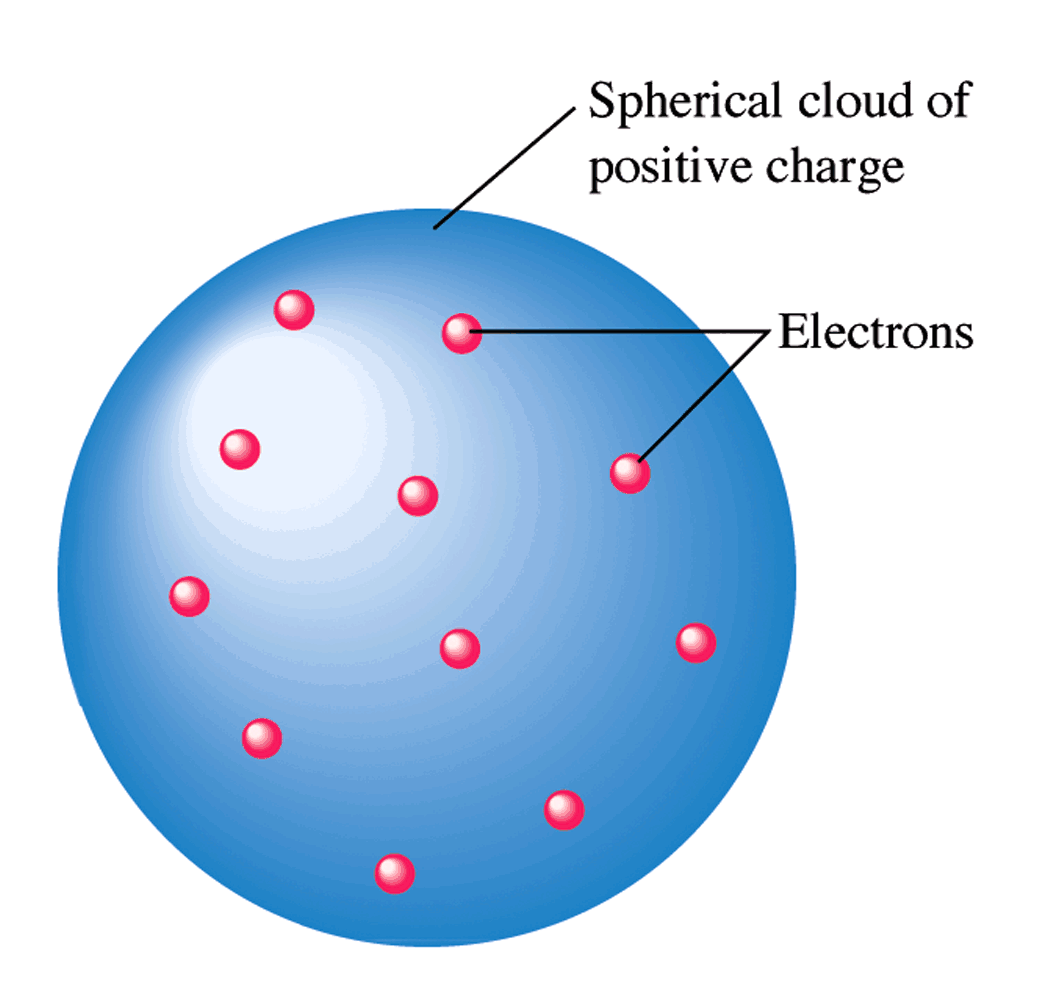 Spherical cloud of
positive charge
Electrons